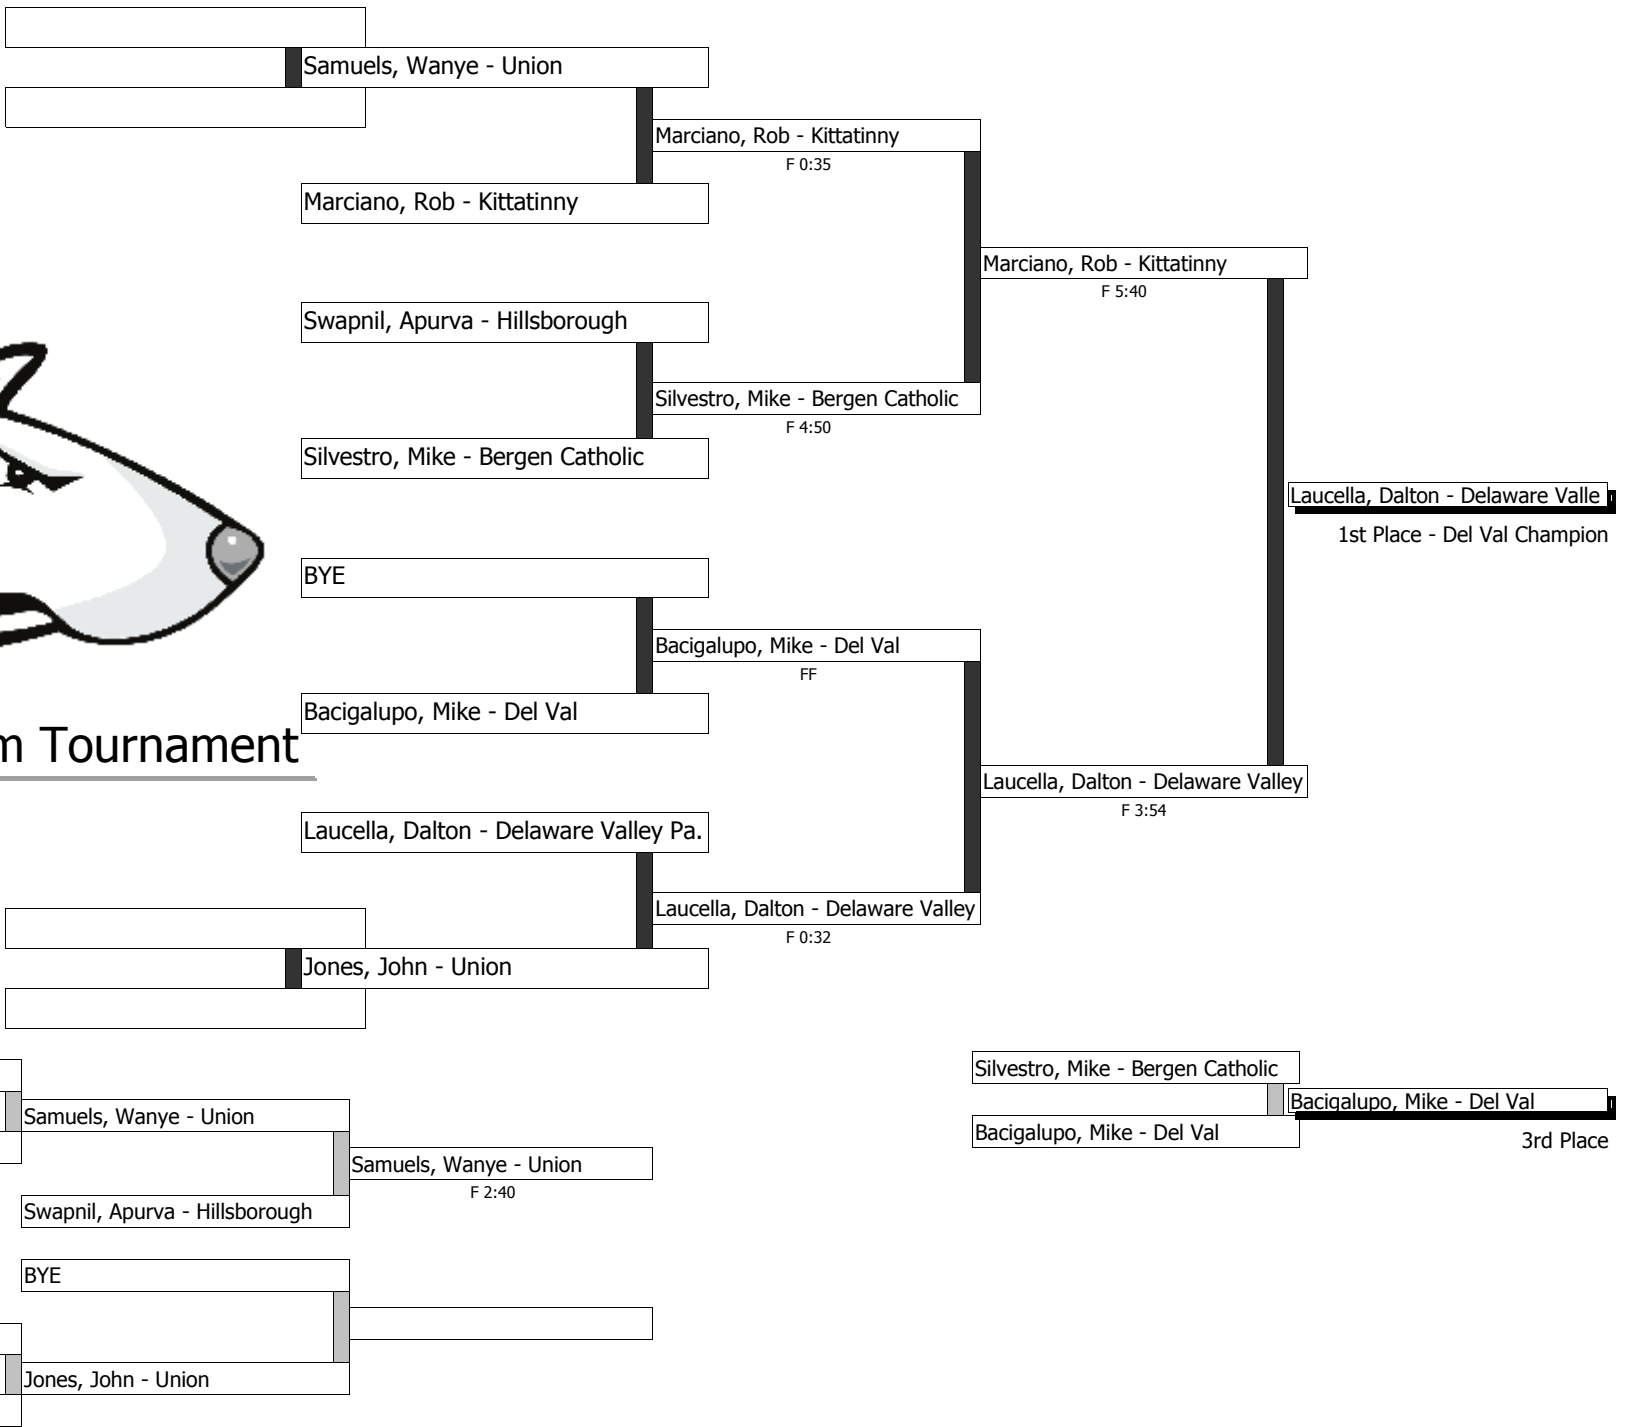 Samuels, Wanye - Union
Marciano, Rob - Kittatinny
F 0:35
Marciano, Rob - Kittatinny
Marciano, Rob - Kittatinny
F 5:40
Swapnil, Apurva - Hillsborough
Silvestro, Mike - Bergen Catholic
F 4:50
Silvestro, Mike - Bergen Catholic
Laucella, Dalton - Delaware Valle
1st Place - Del Val Champion
BYE
Bacigalupo, Mike - Del Val
FF
Bacigalupo, Mike - Del Val
m Tournament
Laucella, Dalton - Delaware Valley
F 3:54
Laucella, Dalton - Delaware Valley Pa.
Laucella, Dalton - Delaware Valley
F 0:32
Jones, John - Union
Silvestro, Mike - Bergen Catholic
Bacigalupo, Mike - Del Val
Bacigalupo, Mike - Del Val
3rd Place
Samuels, Wanye - Union
Samuels, Wanye - Union
F 2:40
Swapnil, Apurva - Hillsborough
BYE
Jones, John - Union